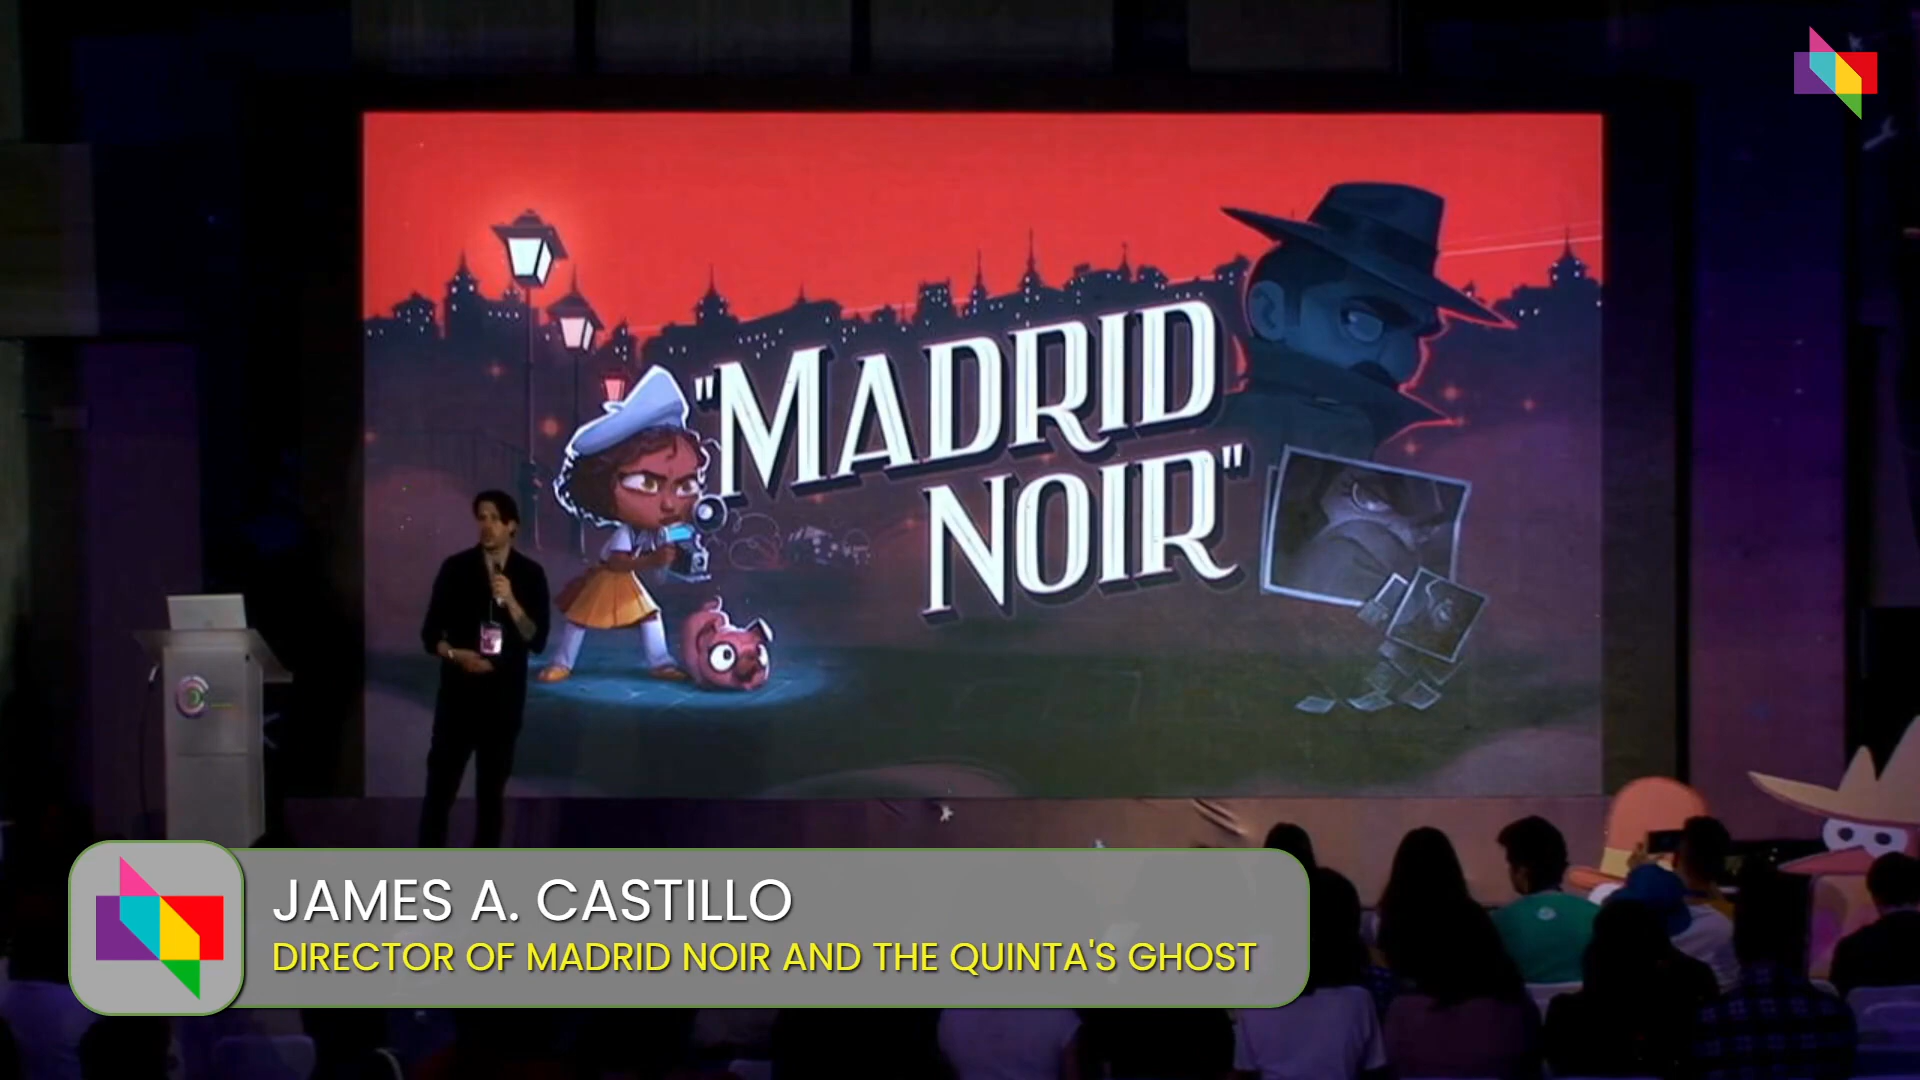 "MADRID
NOIR"
JAMES A. CASTILLO
DIRECTOR OF MADRID NOIR AND THE QUINTA'S GHOST